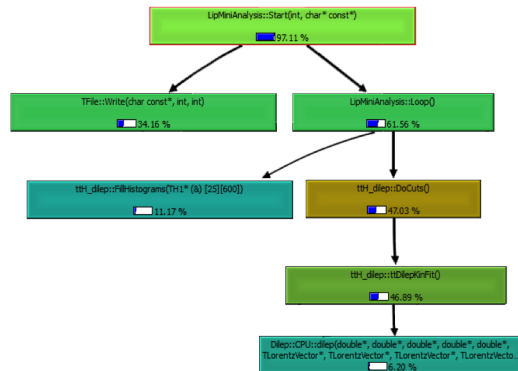 LipMiniAnalysis::Start(int, char* const*)
97.11 %
TFile::Write(char const*, int, int)
34.16 %
LipMiniAnalysis::Loop()
61.56 %
ttH_dilep::FillHistograms(TH1* (&) [25][600])
11.17 %
ttH_dilep::DoCuts()
47.03 %
ttH_dilep::ttDilepKinFit()
46.89 %
Dilep::CPU::dilep(double*, double*, double*, double*, double*,
TLorentzVector*, TLorentzVector*, TLorentzVector*, TLorentzVecto...
6.20 %